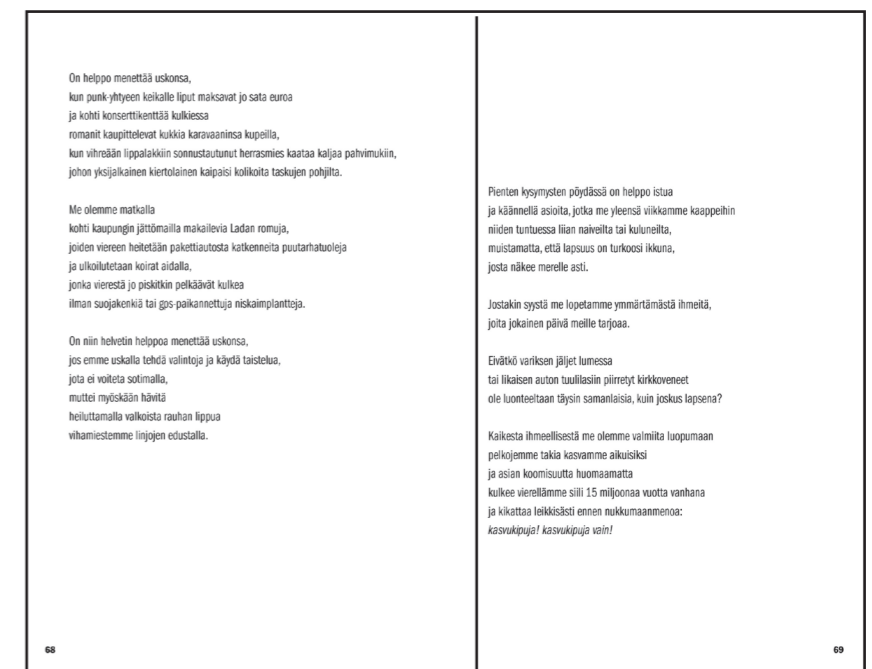 On helppo menettää uskonsa,
kun punk-yhtyeen keikalle liput maksavat jo sata euroa
ja kohti konserttikenttää kulkiessa
romanit kaupittelevat kukkia karavaaninsa kupeilla,
kun vihreään lippalakkiin sonnustautunut herrasmies kaataa kaljaa pahvimukiin,
johon yksijalkainen kiertolainen kaipaisi kolikoita taskujen pohjilta.

Me olemme matkalla
kohti kaupungin jättömailla makailevia Ladan romuja,
joiden viereen heitetään pakettiautosta katkenneita puutarhatuoleja
ja ulkoilutetaan koirat aidalla,
jonka vierestä jo piskitkin pelkäävät kulkea
ilman suojakenkiä tai gps-paikannettuja niskaimplantteja.

On niin helvetin helppoa menettää uskonsa,
jos emme uskalla tehdä valintoja ja käydä taistelua,
jota ei voiteta sotimalla,
muttei myöskään hävitä
heiluttamalla valkoista rauhan lippua
vihamiestemme linjojen edustalla.

68

Pienten kysymysten pöydässä on helppo istua
ja käännellä asioita, jotka me yleensä viikkamme kaappeihin
niiden tuntuessa liian naiveilta tai kuluneilta,
muistamatta, että lapsuus on turkoosi ikkuna,
josta näkee merelle asti.

Jostakin syystä me lopetamme ymmärtämästä ihmeitä,
joita jokainen päivä meille tarjoaa.

Eivätkö variksen jäljet lumessa
tai likaisen auton tuulilasiin piirretyt kirkkoveneet
ole luonteeltaan täysin samanlaisia, kuin joskus lapsena?

Kaikesta ihmeellisestä me olemme valmiita luopumaan
pelkojemme takia kasvamme aikuisiksi
ja asian koomisuutta huomaamatta
kulkee vierellämme siili 15 miljoonaa vuotta vanhana
ja kikattaa leikkisästi ennen nukkumaanmenoa:
kasvukipuja! kasvukipuja vain!

69